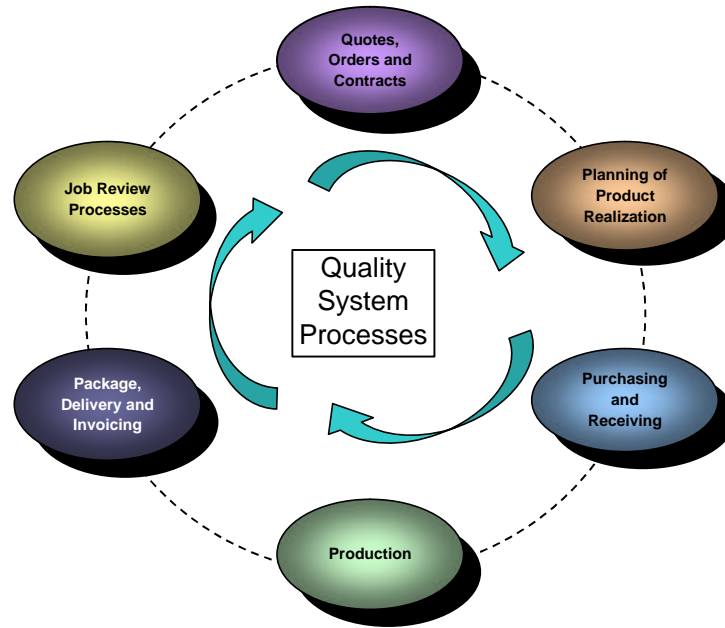 Quotes,
Orders and
Contracts
Planning of
Product
Realization
Purchasing
and
Receiving
Production
Package,
Delivery and
Invoicing
Job Review
Processes
Quality
System
Processes